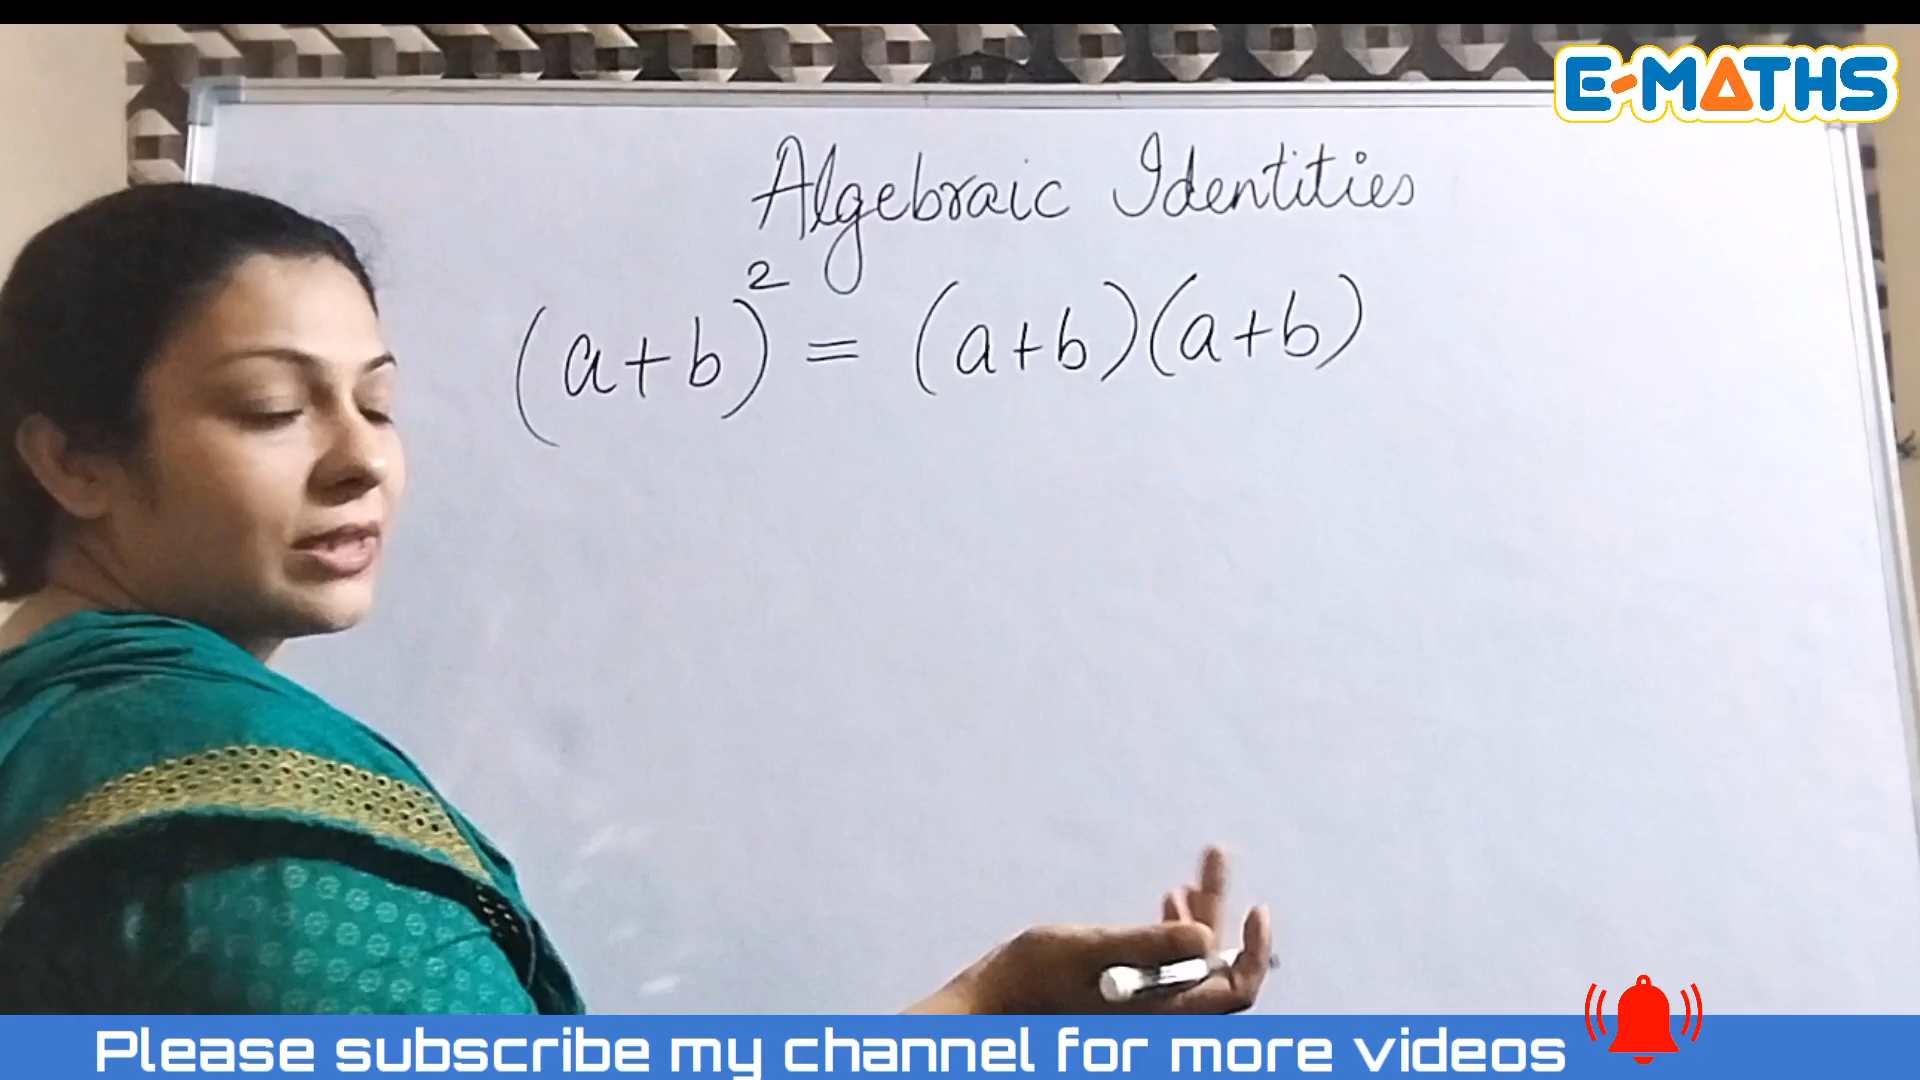 E-MATHS
Algebraic Identities
(a+b)² = (a+b)(a+b)
Please subscribe my channel for more videos